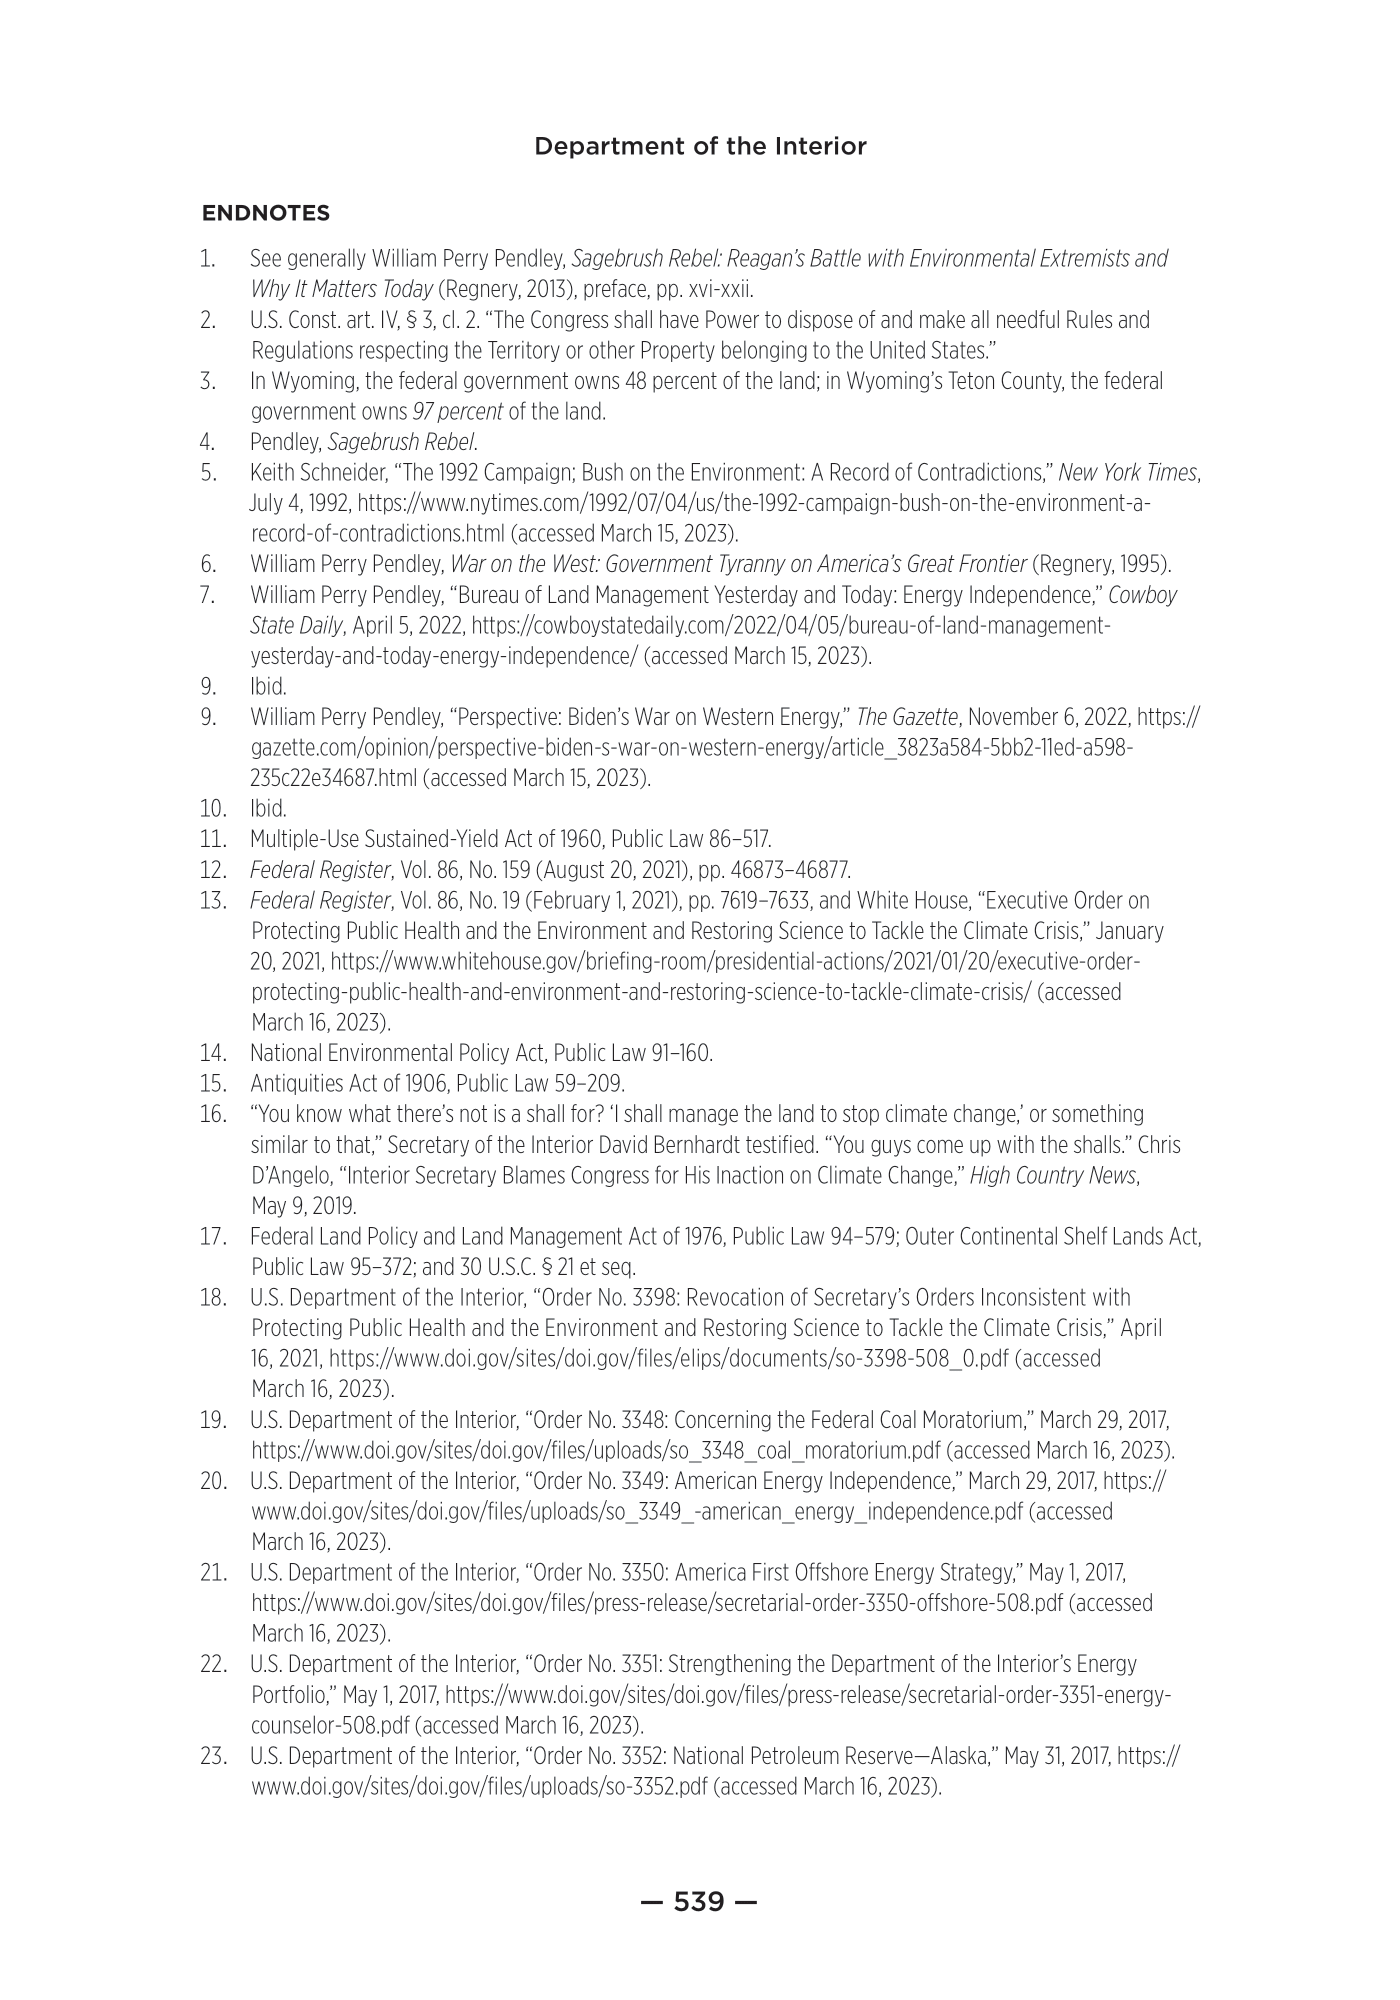 Department of the Interior
ENDNOTES
1. See generally William Perry Pendley, Sagebrush Rebel: Reagan’s Battle with Environmental Extremists and
Why It Matters Today (Regnery, 2013), preface, pp. xvi-xxii.
2. U.S. Const. art. IV, § 3, cl. 2. “The Congress shall have Power to dispose of and make all needful Rules and
Regulations respecting the Territory or other Property belonging to the United States.”
3. In Wyoming, the federal government owns 48 percent of the land; in Wyoming’s Teton County, the federal
government owns 97 percent of the land.
4. Pendley, Sagebrush Rebel.
5. Keith Schneider, “The 1992 Campaign; Bush on the Environment: A Record of Contradictions,” New York Times,
July 4, 1992, https://www.nytimes.com/1992/07/04/us/the-1992-campaign-bush-on-the-environment-a-
record-of-contradictions.html (accessed March 15, 2023).
6. William Perry Pendley, War on the West: Government Tyranny on America’s Great Frontier (Regnery, 1995).
7. William Perry Pendley, “Bureau of Land Management Yesterday and Today: Energy Independence,” Cowboy
State Daily, April 5, 2022, https://cowboystatedaily.com/2022/04/05/bureau-of-land-management-
yesterday-and-today-energy-independence/ (accessed March 15, 2023).
9. Ibid.
9. William Perry Pendley, “Perspective: Biden’s War on Western Energy,” The Gazette, November 6, 2022, https://
gazette.com/opinion/perspective-biden-s-war-on-western-energy/article_3823a584-5bb2-11ed-a598-
235c22e34687.html (accessed March 15, 2023).
10. Ibid.
11. Multiple-Use Sustained-Yield Act of 1960, Public Law 86–517.
12. Federal Register, Vol. 86, No. 159 (August 20, 2021), pp. 46873–46877.
13. Federal Register, Vol. 86, No. 19 (February 1, 2021), pp. 7619–7633, and White House, “Executive Order on
Protecting Public Health and the Environment and Restoring Science to Tackle the Climate Crisis,” January
20, 2021, https://www.whitehouse.gov/briefing-room/presidential-actions/2021/01/20/executive-order-
protecting-public-health-and-environment-and-restoring-science-to-tackle-climate-crisis/ (accessed
March 16, 2023).
14. National Environmental Policy Act, Public Law 91–160.
15. Antiquities Act of 1906, Public Law 59–209.
16. “You know what there’s not is a shall for? ‘I shall manage the land to stop climate change,’ or something
similar to that,” Secretary of the Interior David Bernhardt testified. “You guys come up with the shalls.” Chris
D’Angelo, “Interior Secretary Blames Congress for His Inaction on Climate Change,” High Country News,
May 9, 2019.
17. Federal Land Policy and Land Management Act of 1976, Public Law 94–579; Outer Continental Shelf Lands Act,
Public Law 95–372; and 30 U.S.C. § 21 et seq.
18. U.S. Department of the Interior, “Order No. 3398: Revocation of Secretary’s Orders Inconsistent with
Protecting Public Health and the Environment and Restoring Science to Tackle the Climate Crisis,” April
16, 2021, https://www.doi.gov/sites/doi.gov/files/elips/documents/so-3398-508_0.pdf (accessed
March 16, 2023).
19. U.S. Department of the Interior, “Order No. 3348: Concerning the Federal Coal Moratorium,” March 29, 2017,
https://www.doi.gov/sites/doi.gov/files/uploads/so_3348_coal_moratorium.pdf (accessed March 16, 2023).
20. U.S. Department of the Interior, “Order No. 3349: American Energy Independence,” March 29, 2017, https://
www.doi.gov/sites/doi.gov/files/uploads/so_3349_-american_energy_independence.pdf (accessed
March 16, 2023).
21. U.S. Department of the Interior, “Order No. 3350: America First Offshore Energy Strategy,” May 1, 2017,
https://www.doi.gov/sites/doi.gov/files/press-release/secretarial-order-3350-offshore-508.pdf (accessed
March 16, 2023).
22. U.S. Department of the Interior, “Order No. 3351: Strengthening the Department of the Interior’s Energy
Portfolio,” May 1, 2017, https://www.doi.gov/sites/doi.gov/files/press-release/secretarial-order-3351-energy-
counselor-508.pdf (accessed March 16, 2023).
23. U.S. Department of the Interior, “Order No. 3352: National Petroleum Reserve—Alaska,” May 31, 2017, https://
www.doi.gov/sites/doi.gov/files/uploads/so-3352.pdf (accessed March 16, 2023).
— 539 —